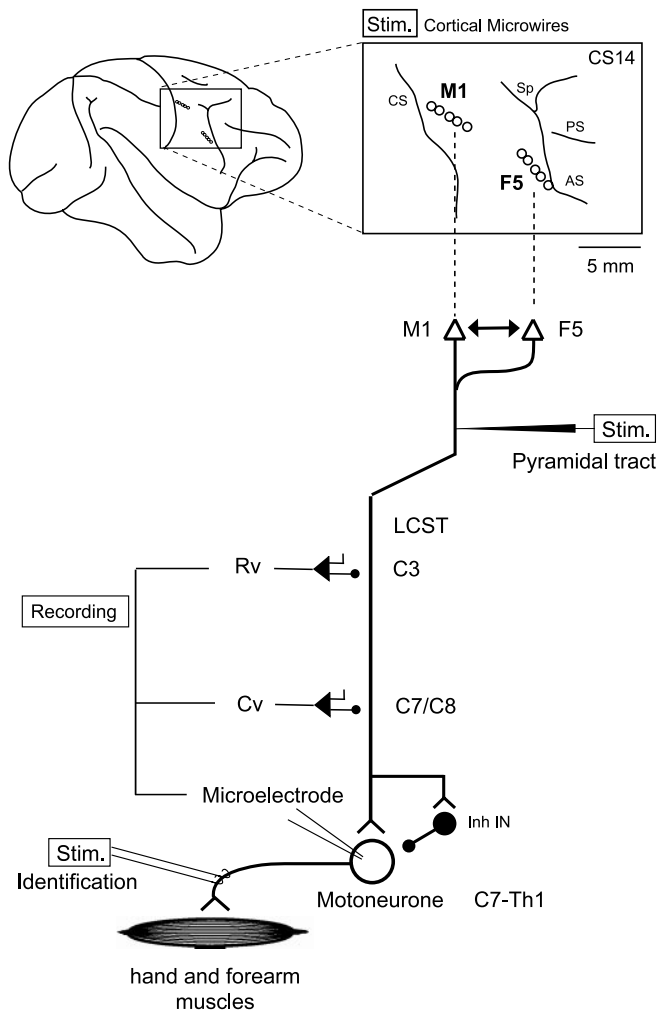 Stim. Cortical Microwires
CS14
CS
M1
Sp
PS
F5
AS
5 mm
M1
F5
Stim.
Pyramidal tract
LCST
Rv
C3
Recording
Cv
C7/C8
Microelectrode
Inh IN
Stim.
Identification
Motoneurone
C7-Th1
hand and forearm
muscles